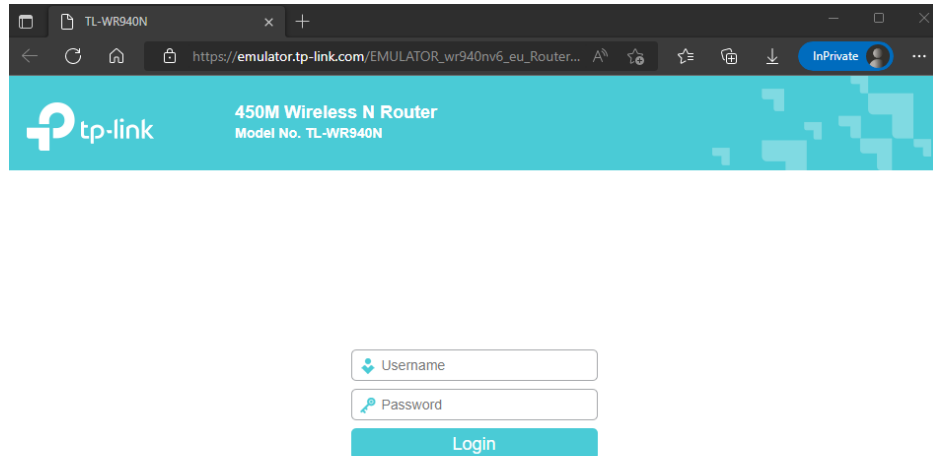 TL-WR940N
https://emulator.tp-link.com/EMULATOR_wr940nv6_eu_Router...
InPrivate
tp-link
450M Wireless N Router
Model No. TL-WR940N
Username
Password
Login